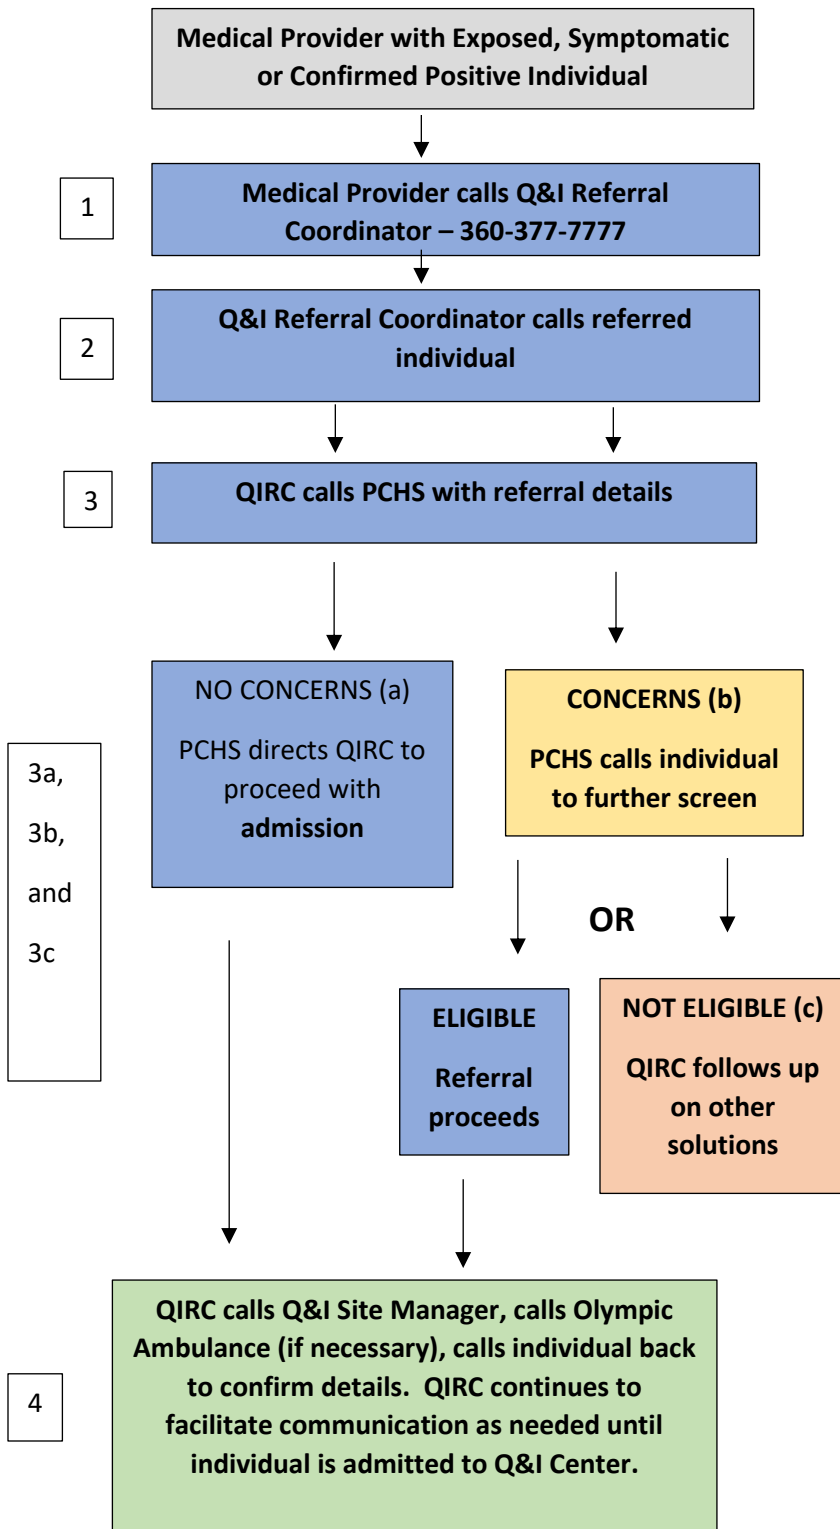 Medical Provider with Exposed, Symptomatic
or Confirmed Positive Individual
1
Medical Provider calls Q&I Referral
Coordinator – 360-377-7777
2
Q&I Referral Coordinator calls referred
individual
3
QIRC calls PCHS with referral details
3a,
3b,
and
3c
NO CONCERNS (a)
PCHS directs QIRC to
proceed with
admission
CONCERNS (b)
PCHS calls individual
to further screen
OR
ELIGIBLE
Referral
proceeds
NOT ELIGIBLE (c)
QIRC follows up
on other
solutions
4
QIRC calls Q&I Site Manager, calls Olympic
Ambulance (if necessary), calls individual back
to confirm details.  QIRC continues to
facilitate communication as needed until
individual is admitted to Q&I Center.